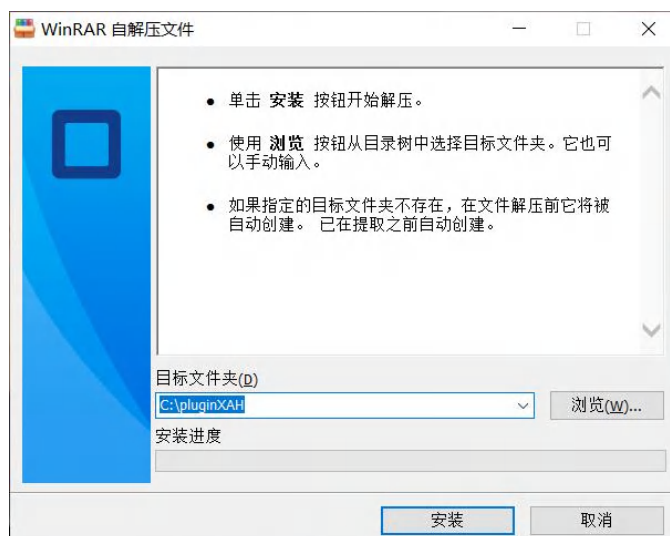 WinRAR 自解压文件
● 单击 安装 按钮开始解压。
● 使用 浏览 按钮从目录树中选择目标文件夹。它也可
以手动输入。
● 如果指定的目标文件夹不存在，在文件解压前它将被
自动创建。 已在提取之前自动创建。
目标文件夹(D)
C:\pluginXAH
浏览(W)...
安装进度
安装
取消